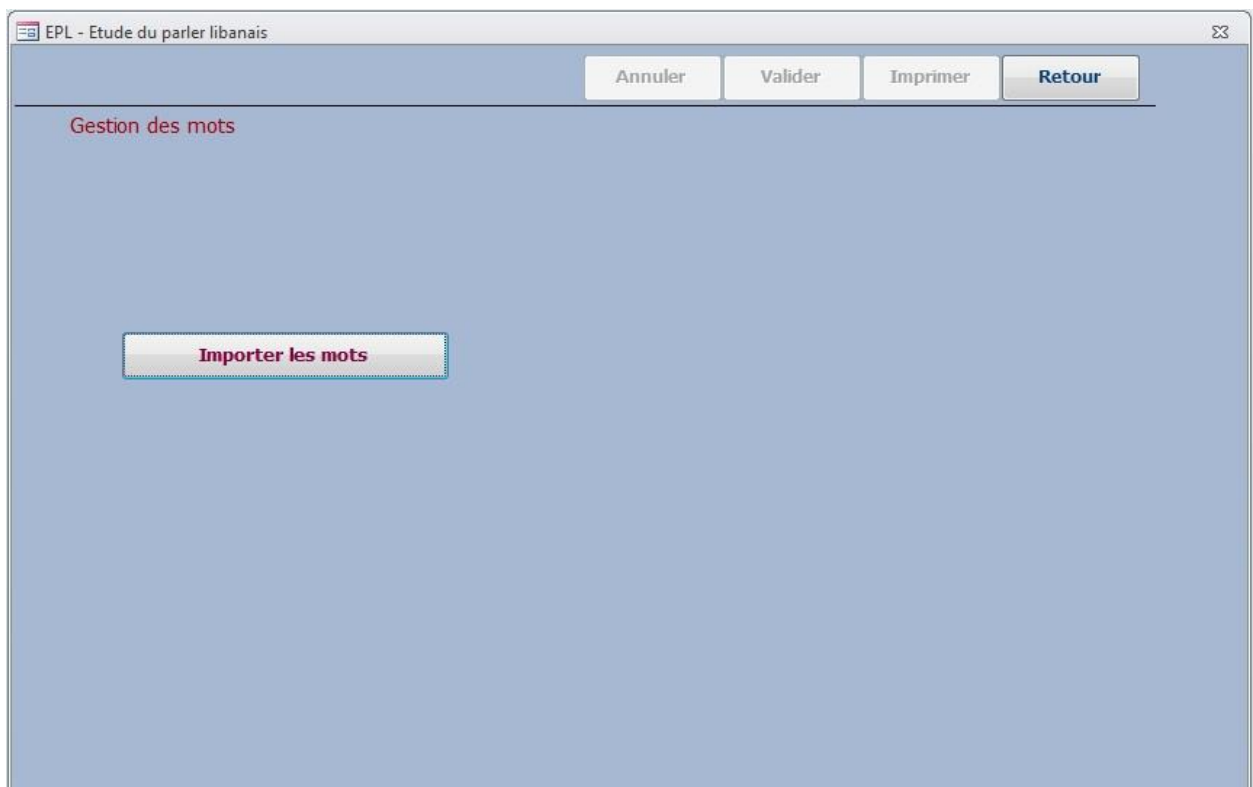 EPL - Etude du parler libanais
Annuler Valider Imprimer Retour
Gestion des mots
Importer les mots